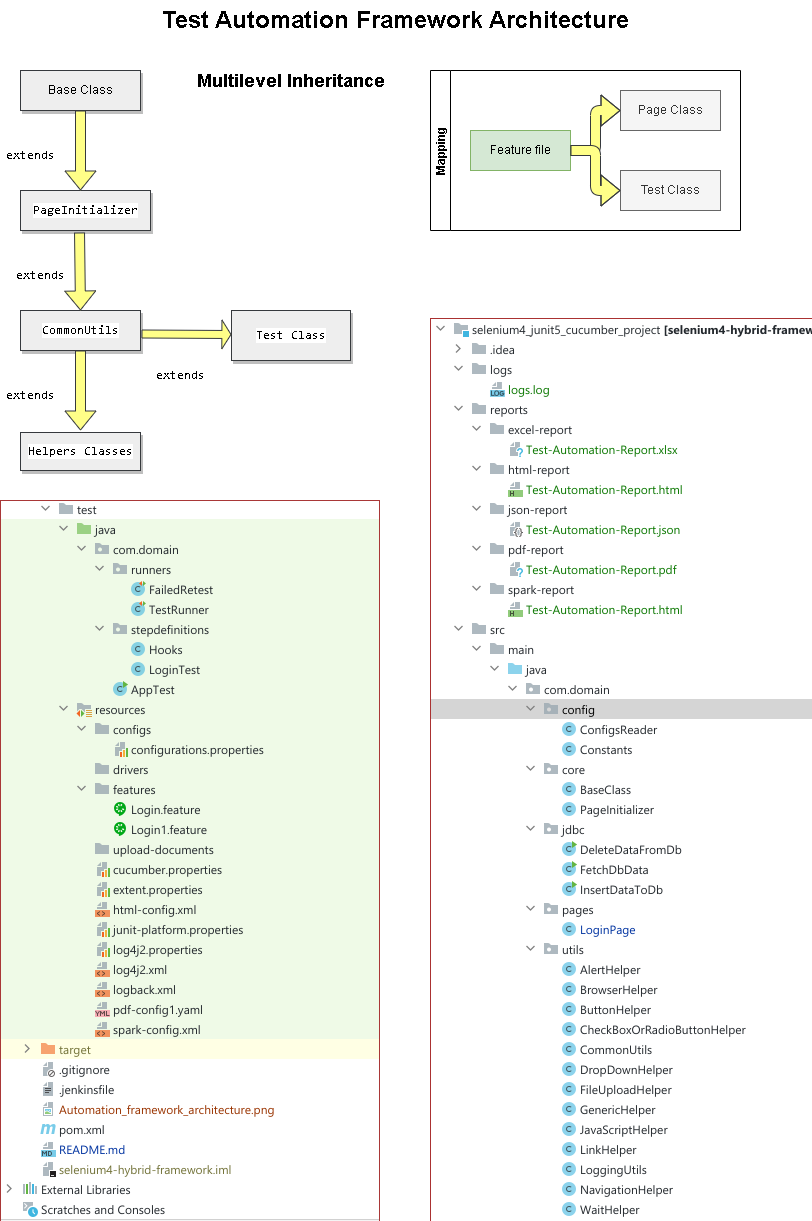 Test Automation Framework Architecture
Multilevel Inheritance
Base Class
extends
PageInitializer
extends
CommonUtils
extends
Test Class
extends
Helpers Classes
Mapping
Feature file
Page Class
Test Class
test
java
com.domain
runners
FailedRetest
TestRunner
stepdefinitions
Hooks
LoginTest
AppTest
resources
configs
configurations.properties
drivers
features
Login.feature
Login1.feature
upload-documents
cucumber.properties
extent.properties
html-config.xml
junit-platform.properties
log4j2.properties
log4j2.xml
logback.xml
pdf-config1.yaml
spark-config.xml
target
.gitignore
.jenkinsfile
Automation_framework_architecture.png
pom.xml
README.md
selenium4-hybrid-framework.iml
External Libraries
Scratches and Consoles
selenium4_junit5_cucumber_project [selenium4-hybrid-framew
.idea
logs
logs.log
reports
excel-report
Test-Automation-Report.xlsx
html-report
Test-Automation-Report.html
json-report
Test-Automation-Report.json
pdf-report
Test-Automation-Report.pdf
spark-report
Test-Automation-Report.html
src
main
java
com.domain
config
ConfigsReader
Constants
core
BaseClass
PageInitializer
jdbc
DeleteDataFromDb
FetchDbData
InsertDataToDb
pages
LoginPage
utils
AlertHelper
BrowserHelper
ButtonHelper
CheckBoxOrRadioButtonHelper
CommonUtils
DropDownHelper
FileUploadHelper
GenericHelper
JavaScriptHelper
LinkHelper
LoggingUtils
NavigationHelper
WaitHelper